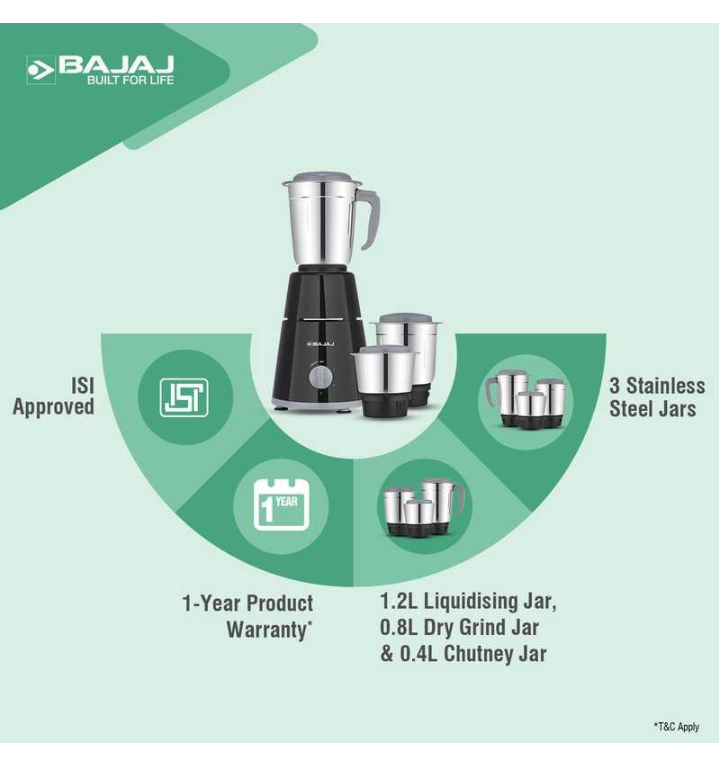 BAJAJ
BUILT FOR LIFE
BAJAJ
ISI
Approved
ISI
3 Stainless
Steel Jars
1 YEAR
1-Year Product
Warranty*
1.2L Liquidising Jar,
0.8L Dry Grind Jar
& 0.4L Chutney Jar
*T&C Apply